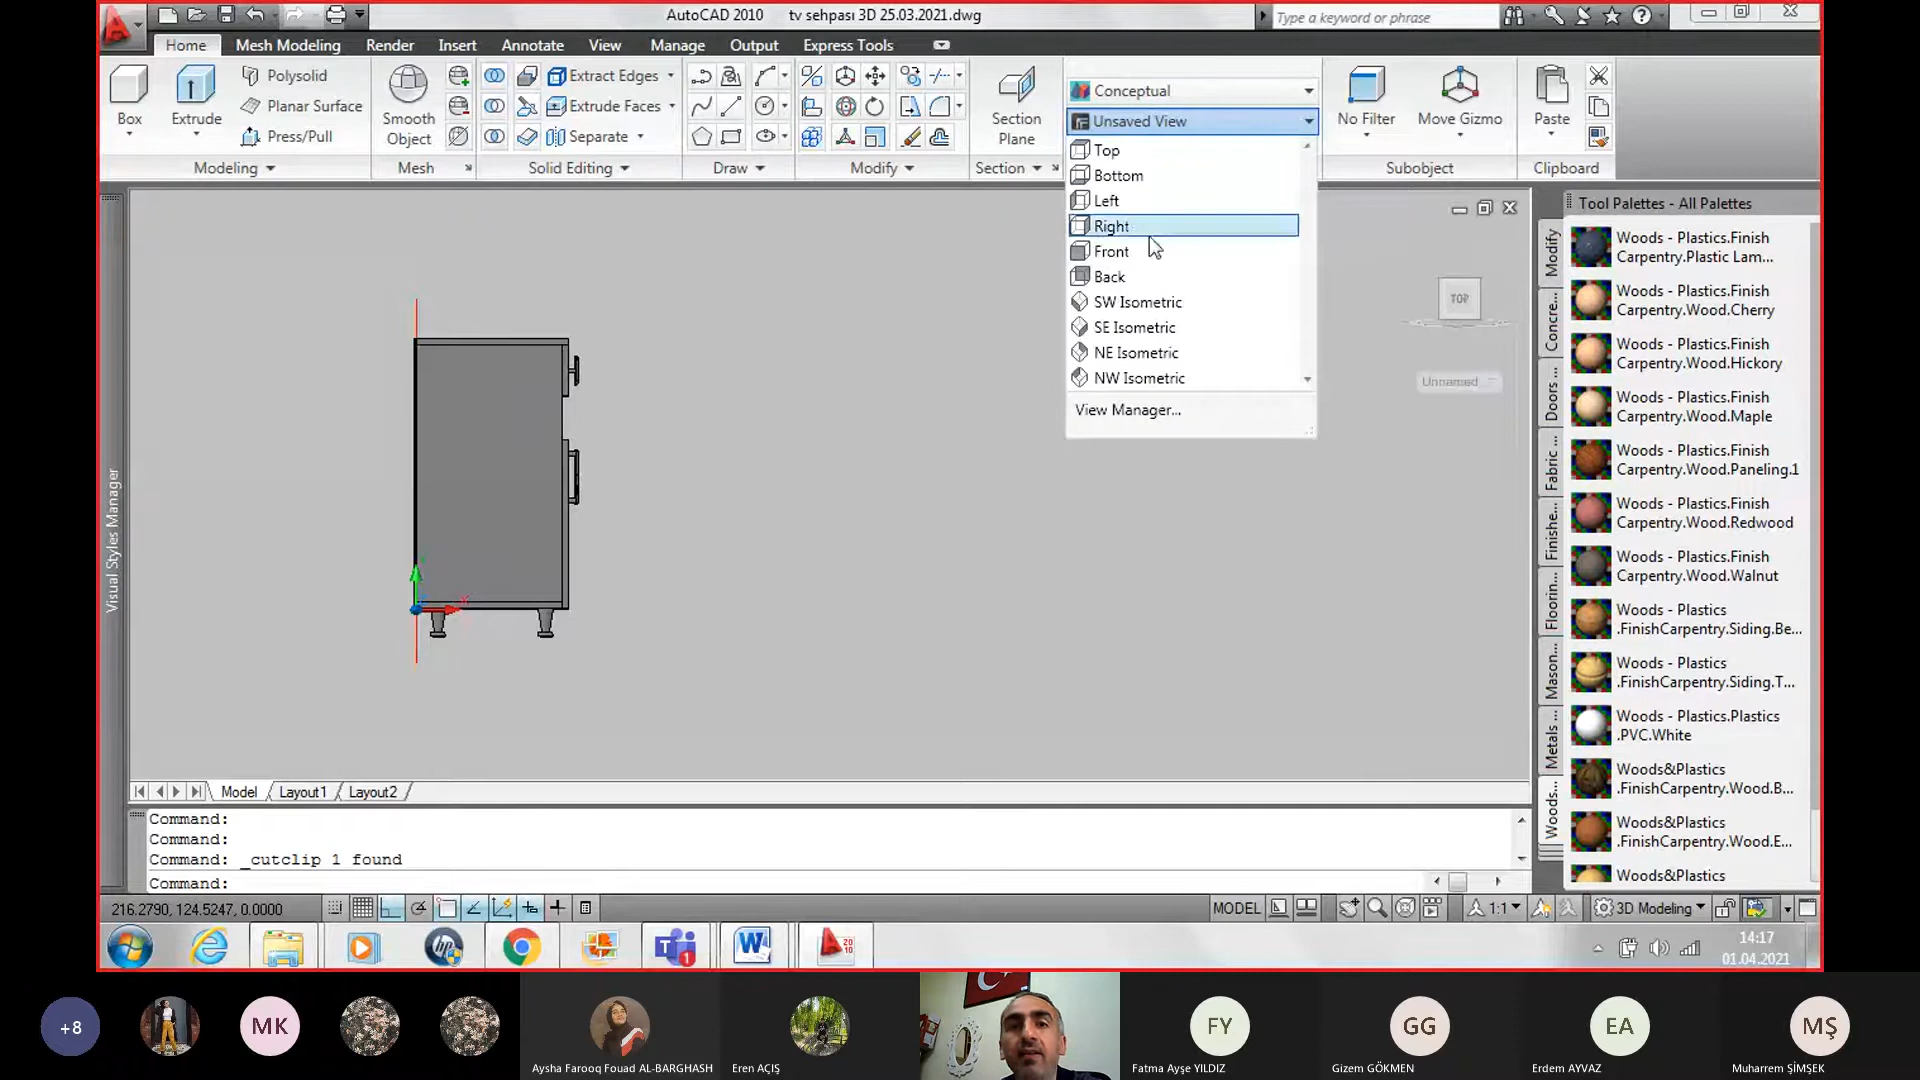 AutoCAD 2010 tv sehpası 3D 25.03.2021.dwg
Type a keyword or phrase
Home Mesh Modeling Render Insert Annotate View Manage Output Express Tools
Box
Extrude
Polysolid
Planar Surface
Press/Pull
Modeling
Smooth
Object
Mesh
Extract Edges
Extrude Faces
Separate
Solid Editing
Draw
Modify
Section
Plane
Section
Conceptual
Unsaved View
Top
Bottom
Left
Right
Front
Back
SW Isometric
SE Isometric
NE Isometric
NW Isometric
View Manager...
No Filter
Move Gizmo
Subobject
Paste
Clipboard
TOP
Unnamed
Visual Styles Manager
Tool Palettes - All Palettes
Modify
Concre...
Doors ...
Fabric ...
Finishe...
Floorin...
Mason...
Metals ...
Woods...
Woods - Plastics.Finish
Carpentry.Plastic Lam...
Woods - Plastics.Finish
Carpentry.Wood.Cherry
Woods - Plastics.Finish
Carpentry.Wood.Hickory
Woods - Plastics.Finish
Carpentry.Wood.Maple
Woods - Plastics.Finish
Carpentry.Wood.Paneling.1
Woods - Plastics.Finish
Carpentry.Wood.Redwood
Woods - Plastics.Finish
Carpentry.Wood.Walnut
Woods - Plastics
.FinishCarpentry.Siding.Be...
Woods - Plastics
.FinishCarpentry.Siding.T...
Woods - Plastics.Plastics
.PVC.White
Woods&Plastics
.FinishCarpentry.Wood.B...
Woods&Plastics
.FinishCarpentry.Wood.E...
Woods&Plastics
Model Layout1 Layout2
Command:
Command:
Command: _cutclip 1 found
Command:
216.2790, 124.5247, 0.0000
MODEL
1:1
3D Modeling
hp
1
W
20
10
14:17
01.04.2021
+8
MK
Aysha Farooq Fouad AL-BARGHASH
Eren AÇIŞ
FY
Fatma Ayşe YILDIZ
GG
Gizem GÖKMEN
EA
Erdem AYVAZ
MŞ
Muharrem ŞİMŞEK